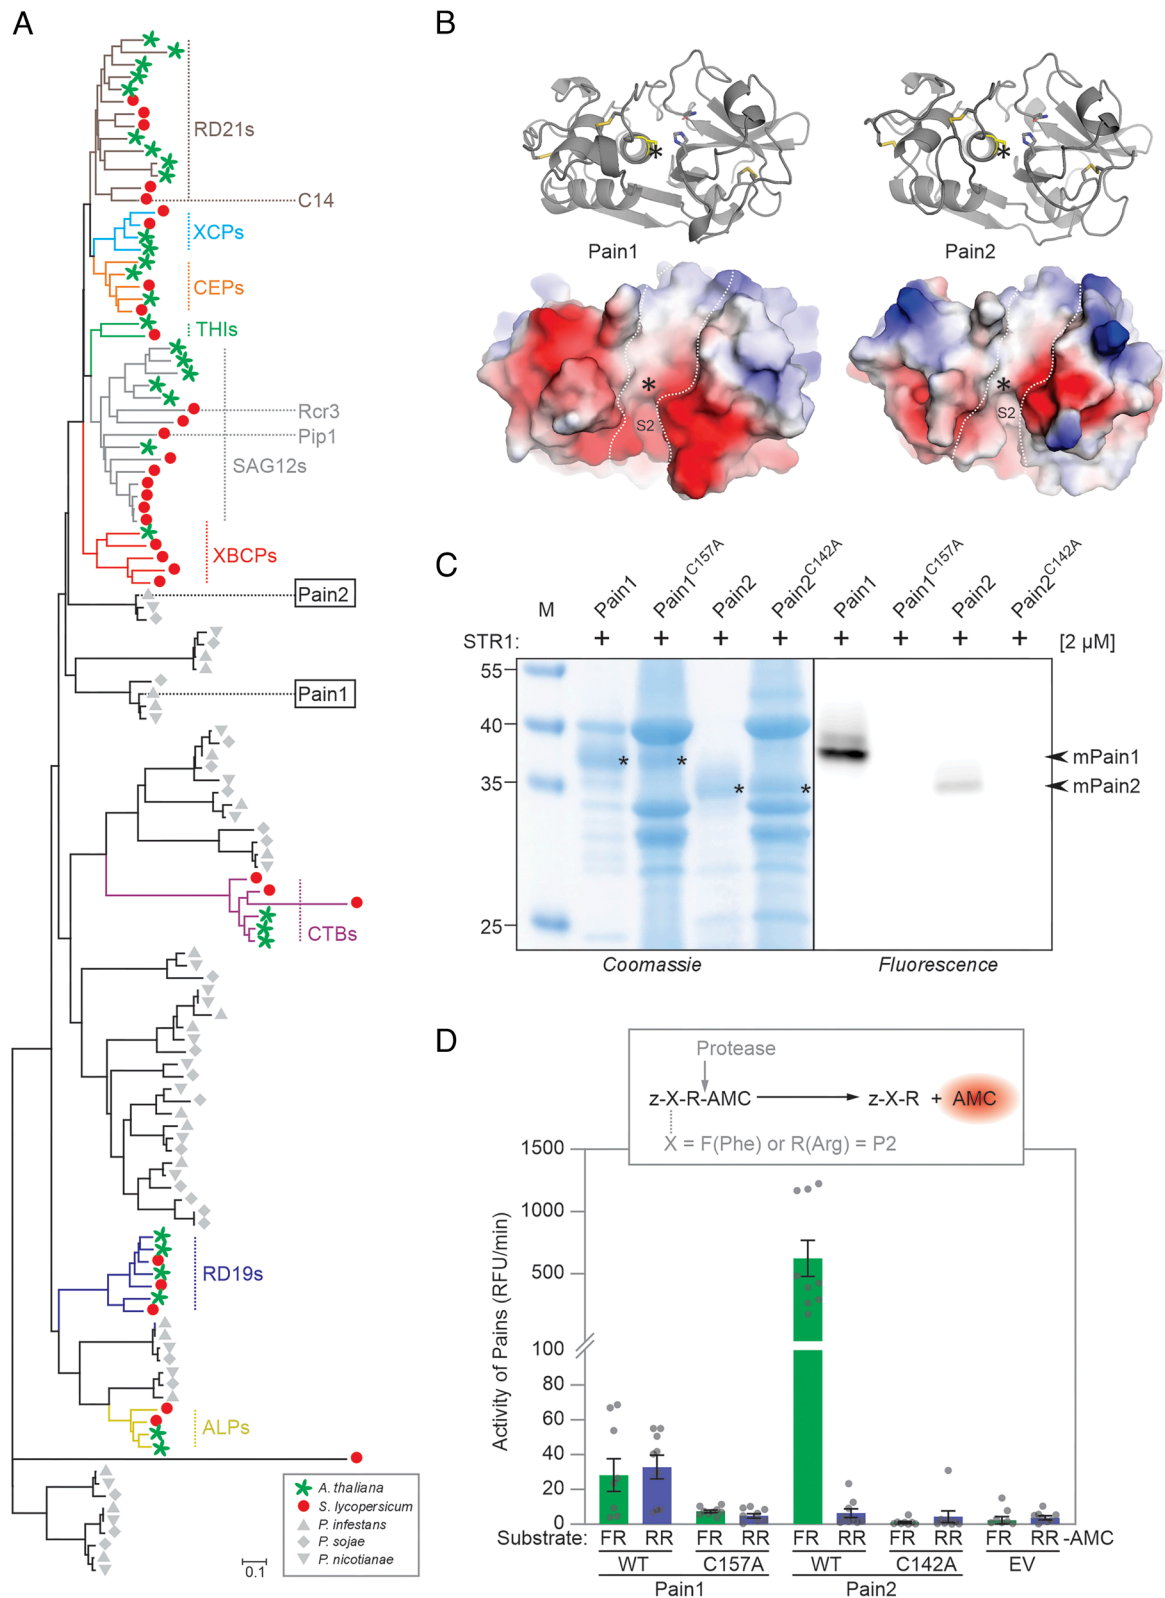 A
RD21s
C14
XCPs
CEPs
THIs
Rcr3
Pip1
SAG12s
XBCPs
Pain2
Pain1
CTBs
RD19s
ALPs
0.1
A. thaliana
S. lycopersicum
P. infestans
P. sojae
P. nicotianae
B
Pain1 Pain2
* *
* *
S2 S2
C
M Pain1 Pain1C157A Pain2 Pain2C142A Pain1 Pain1C157A Pain2 Pain2C142A
STR1: + + + + + + + + [2 µM]
55
40
35
25
* * * *
mPain1
mPain2
Coomassie Fluorescence
D
Protease
z-X-R-AMC z-X-R + AMC
X = F(Phe) or R(Arg) = P2
Activity of Pains (RFU/min)
1500
1000
500
100
80
60
40
20
0
Substrate: FR RR FR RR FR RR FR RR FR RR -AMC
WT C157A WT C142A EV
Pain1 Pain2